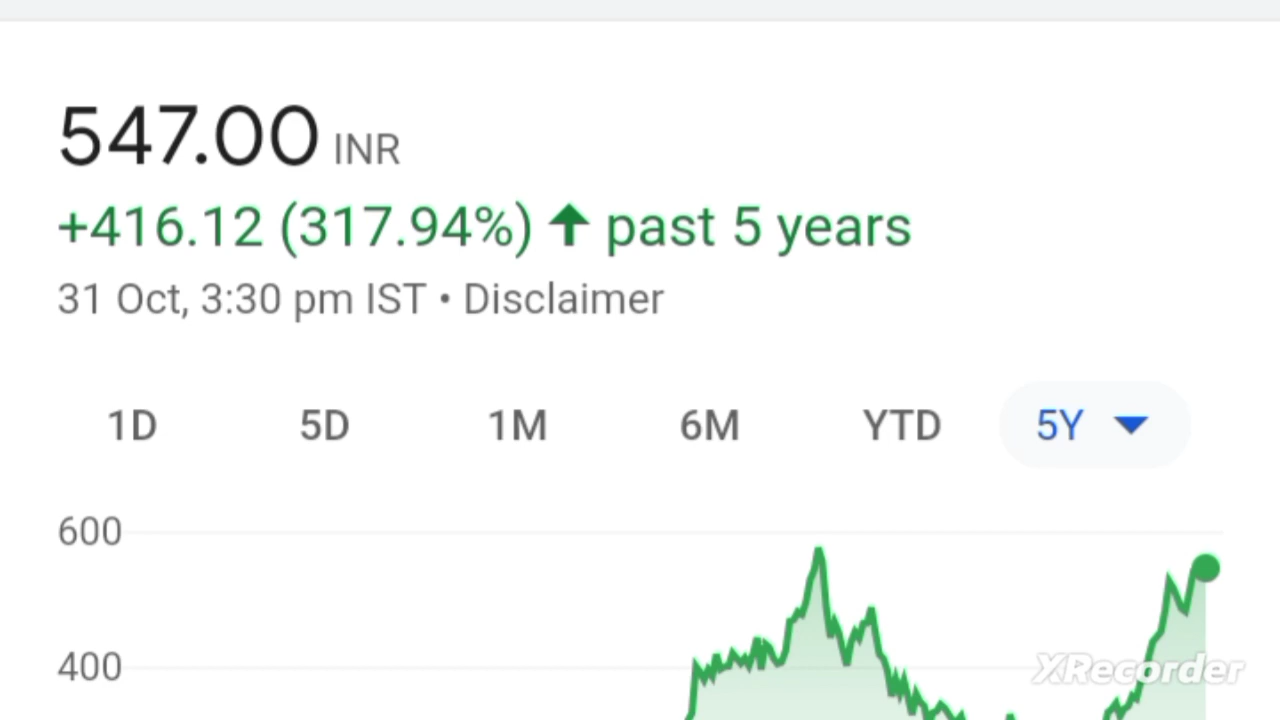 547.00 INR
+416.12 (317.94%) ↑ past 5 years
31 Oct, 3:30 pm IST • Disclaimer
1D 5D 1M 6M YTD 5Y
600
400
XRecorder